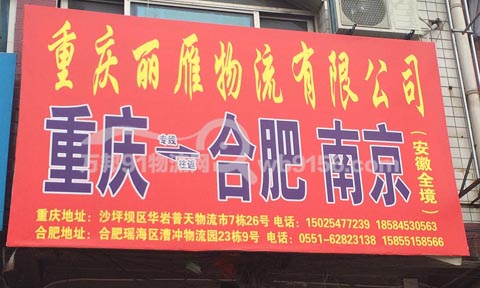 重庆丽雁物流有限公司
重庆 专线 往返 合肥 南京
（安徽全境）
重庆地址：沙坪坝区华岩普天物流市7栋26号 电话：15025477239 18584530563
合肥地址：合肥瑶海区漕冲物流园23栋9号 电话：0551-62823138 15855158566